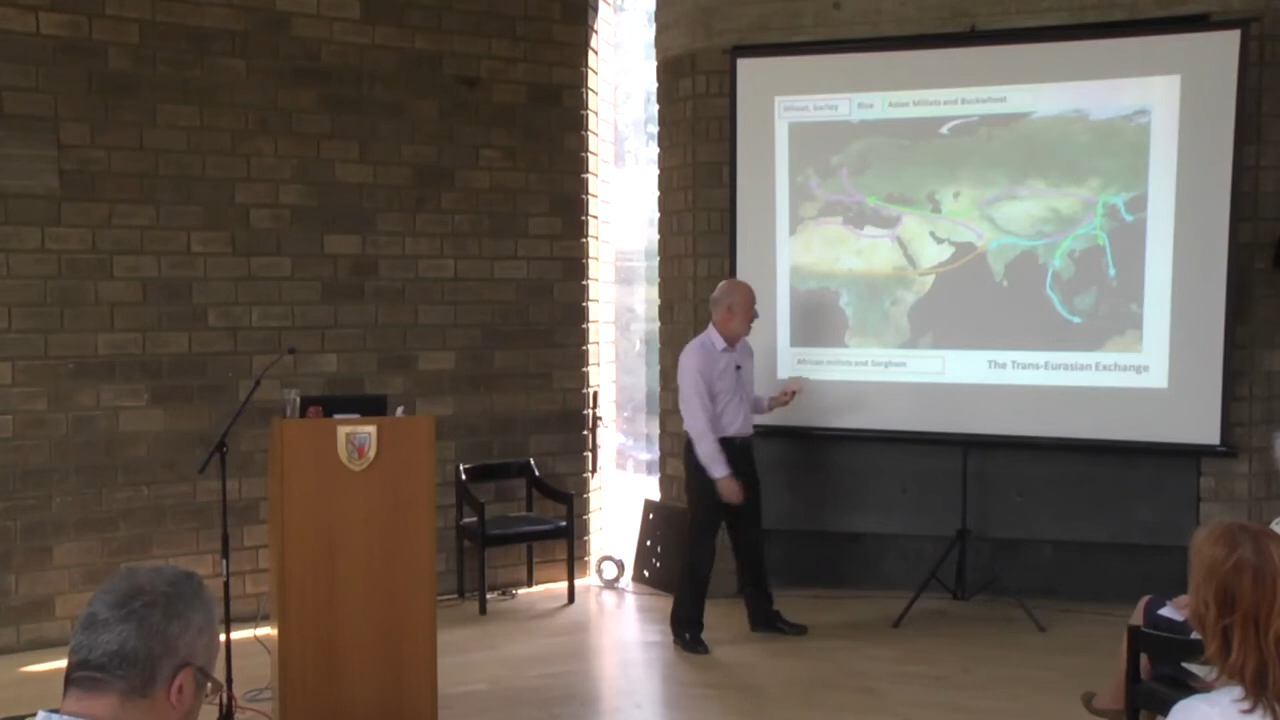 Wheat, barley
Rice
Asian Millets and Buckwheat
African millets and Sorghum
The Trans-Eurasian Exchange